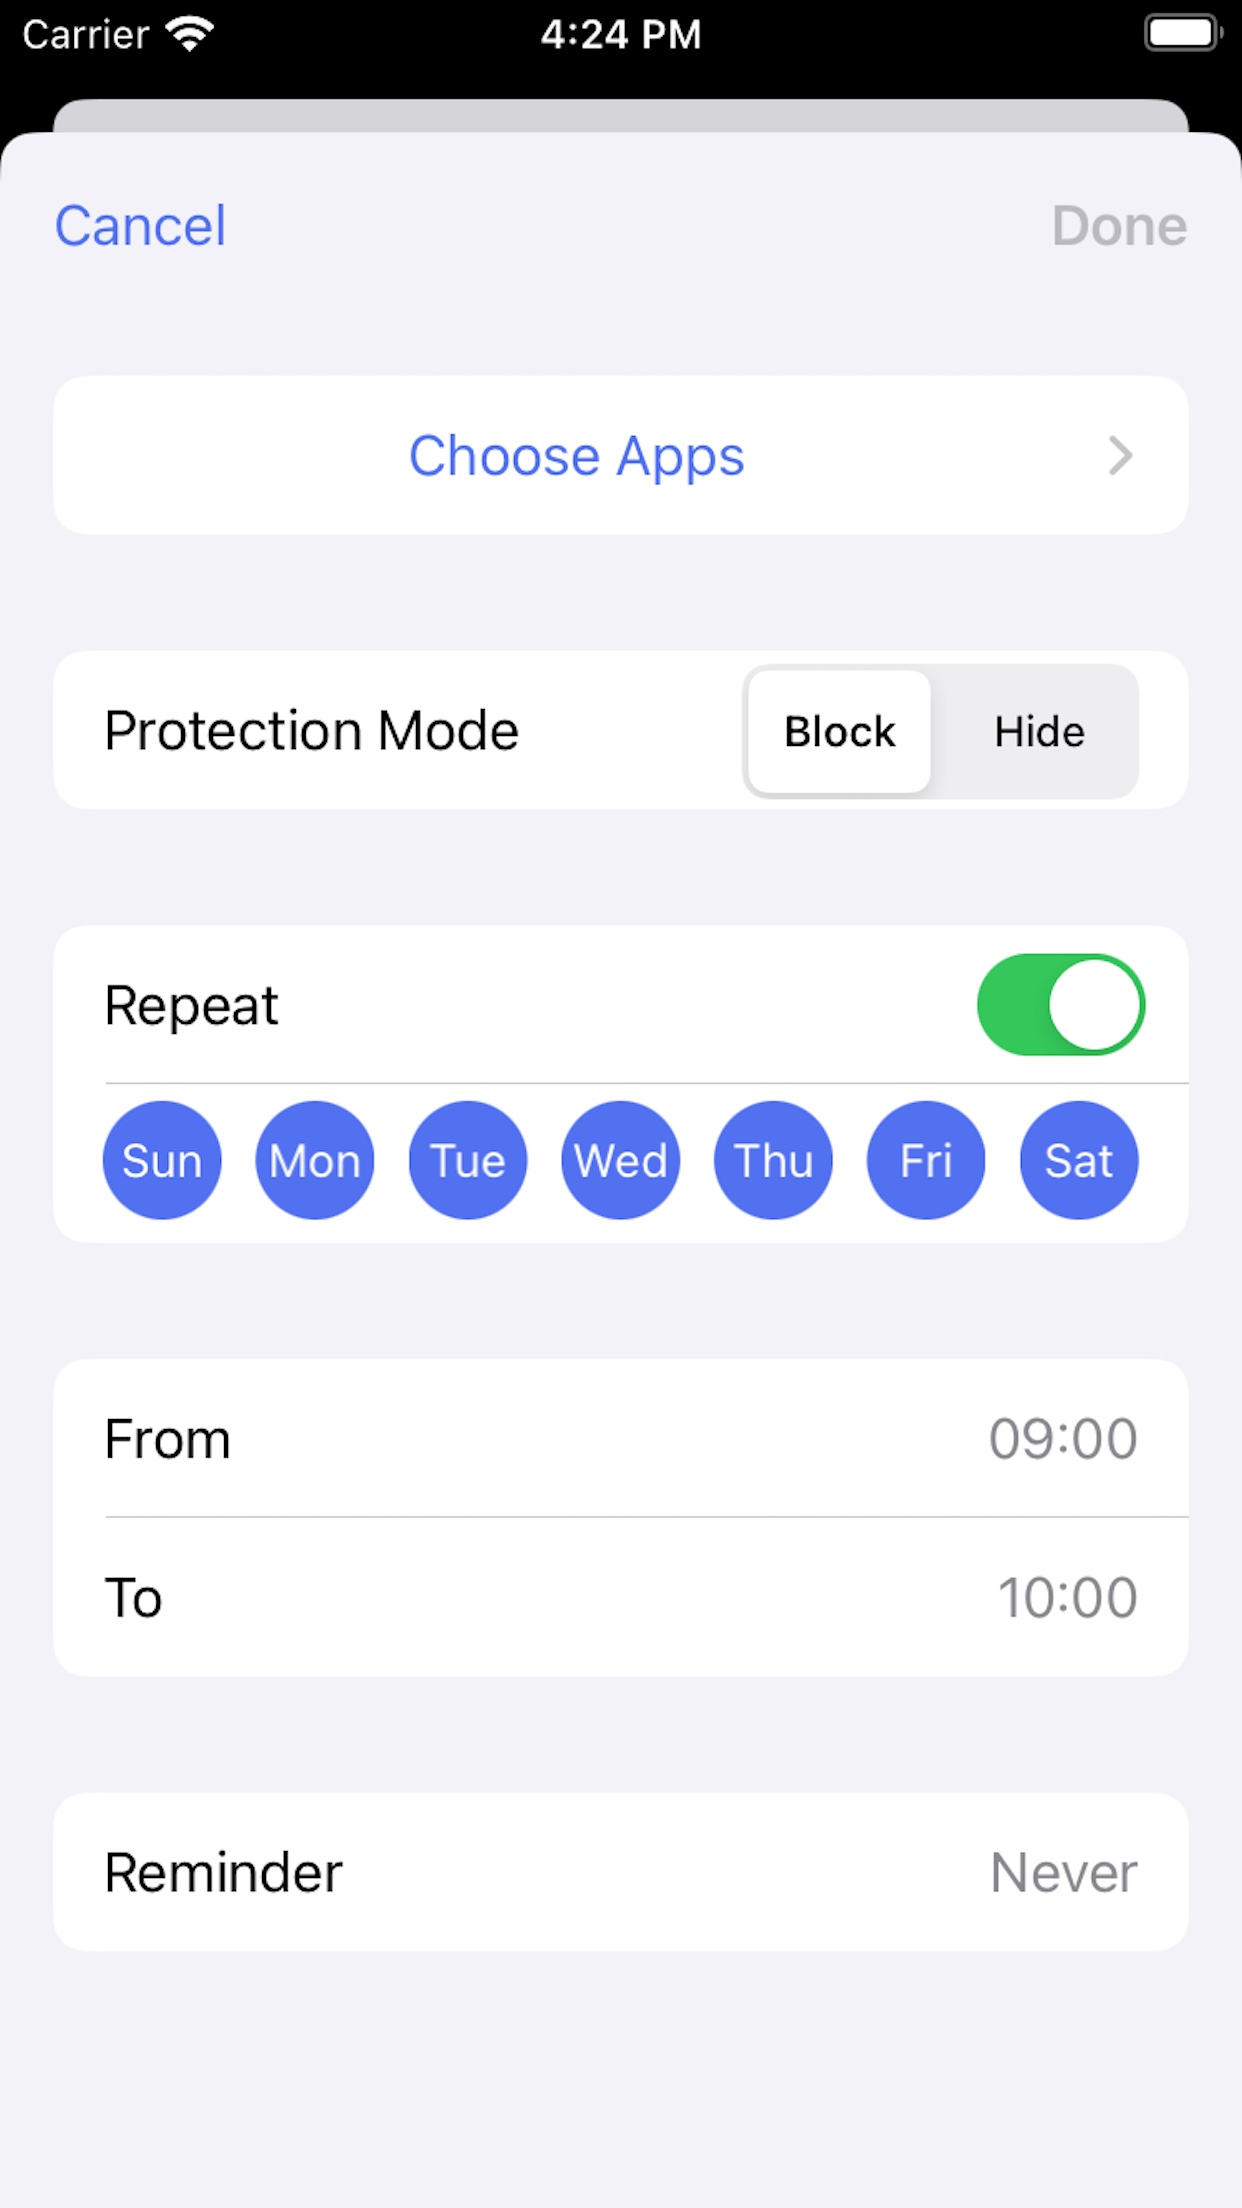 Carrier 4:24 PM
Cancel Done
Choose Apps
Protection Mode Block Hide
Repeat
Sun Mon Tue Wed Thu Fri Sat
From 09:00
To 10:00
Reminder Never